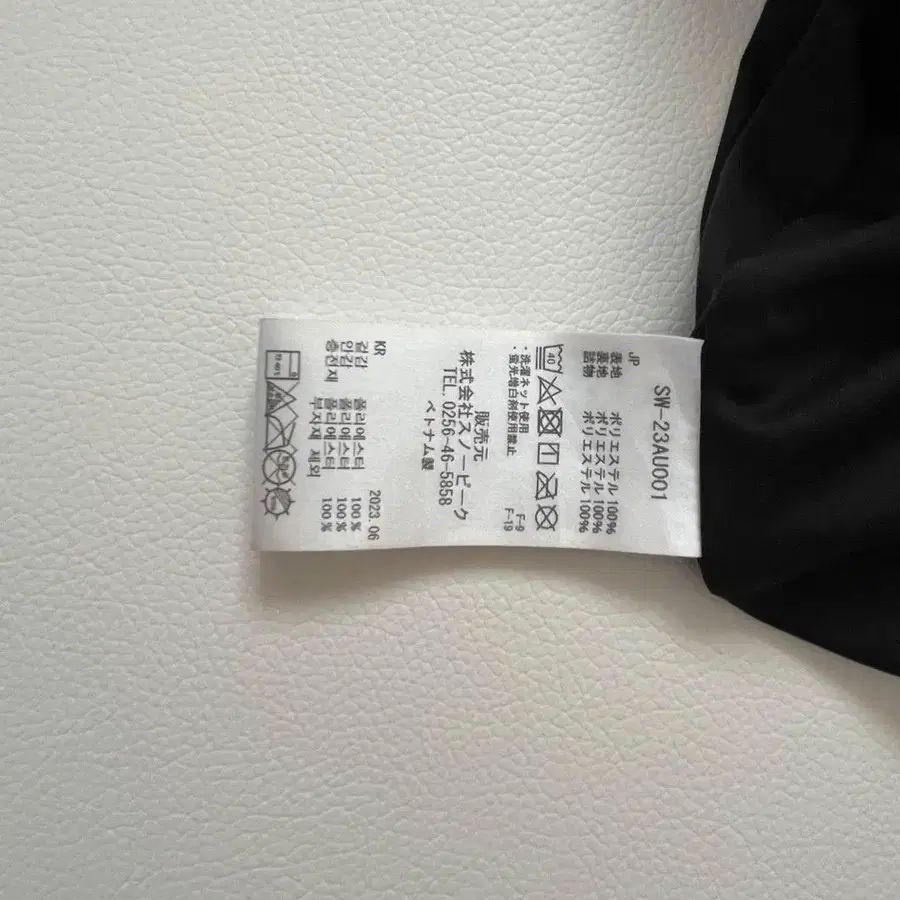 SW-23AU001
JP
表地 ポリエステル 100%
裏地 ポリエステル 100%
詰物 ポリエステル 100%
40
F-9
F-19
：洗濯ネット使用
蛍光増白剤使用禁止
販売元
株式会社スノーピーク
TEL. 0256-46-5858
ベトナム製
KR
2023.06
겉감 폴리에스터 100%
안감 폴리에스터 100%
충전재 폴리에스터 100%
부자재 제외